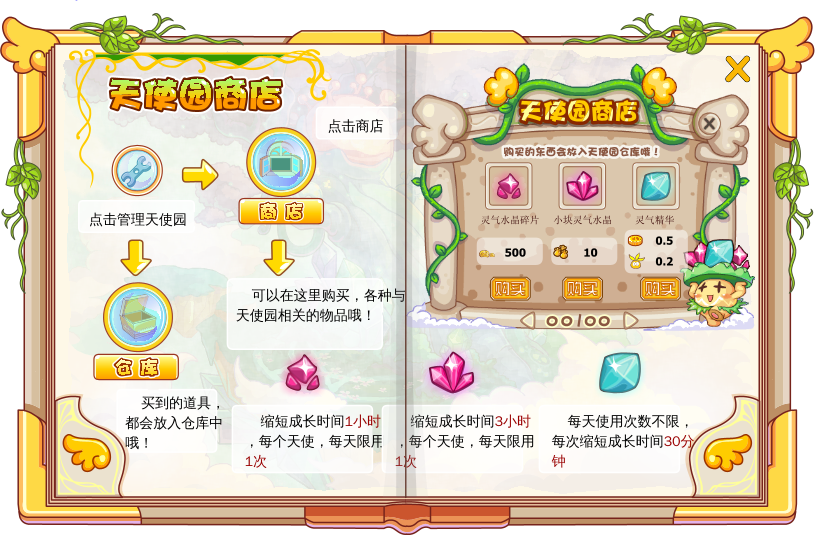 天使园商店
点击商店
点击管理天使园
商店
可以在这里购买，各种与
天使园相关的物品哦！
仓库
买到的道具，
都会放入仓库中
哦！
天使园商店
购买的东西会放入天使园仓库哦！
灵气水晶碎片
小块灵气水晶
灵气精华
500
10
0.5
0.2
购买
购买
购买
00/00
缩短成长时间1小时
，每个天使，每天限用
1次
缩短成长时间3小时
，每个天使，每天限用
1次
每天使用次数不限，
每次缩短成长时间30分
钟